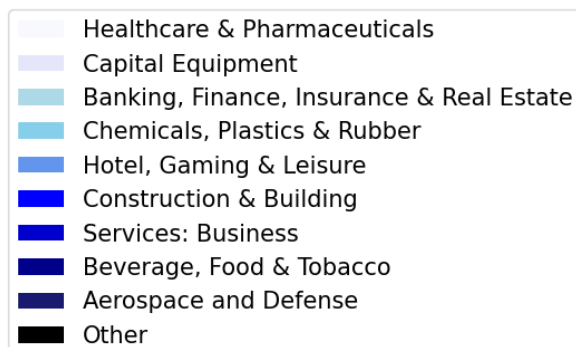 Healthcare & Pharmaceuticals
Capital Equipment
Banking, Finance, Insurance & Real Estate
Chemicals, Plastics & Rubber
Hotel, Gaming & Leisure
Construction & Building
Services: Business
Beverage, Food & Tobacco
Aerospace and Defense
Other